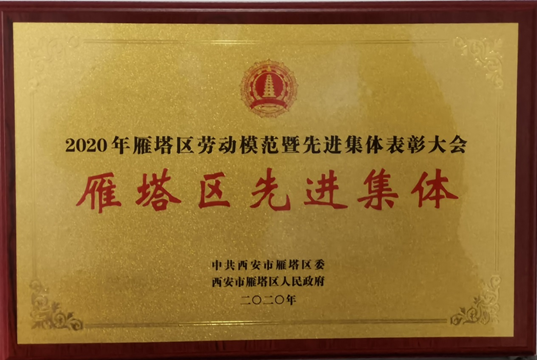 2020年雁塔区劳动模范暨先进集体表彰大会
雁塔区先进集体
中共西安市雁塔区委
西安市雁塔区人民政府
二〇二〇年